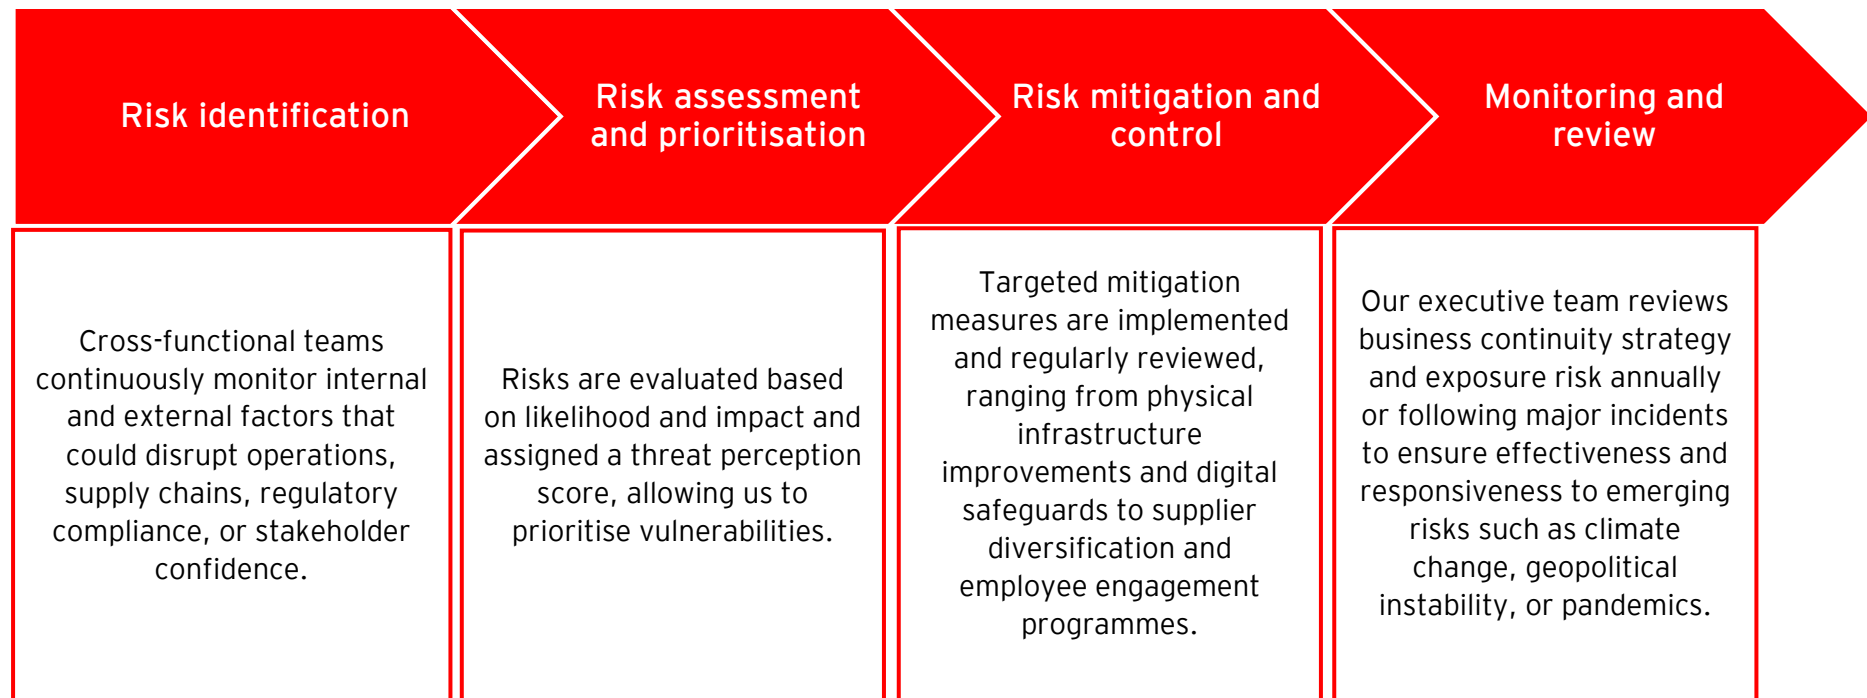 Risk identification
Risk assessment
and prioritisation
Risk mitigation and
control
Monitoring and
review
Cross-functional teams
continuously monitor internal
and external factors that
could disrupt operations,
supply chains, regulatory
compliance, or stakeholder
confidence.
Risks are evaluated based
on likelihood and impact and
assigned a threat perception
score, allowing us to
prioritise vulnerabilities.
Targeted mitigation
measures are implemented
and regularly reviewed,
ranging from physical
infrastructure
improvements and digital
safeguards to supplier
diversification and
employee engagement
programmes.
Our executive team reviews
business continuity strategy
and exposure risk annually
or following major incidents
to ensure effectiveness and
responsiveness to emerging
risks such as climate
change, geopolitical
instability, or pandemics.